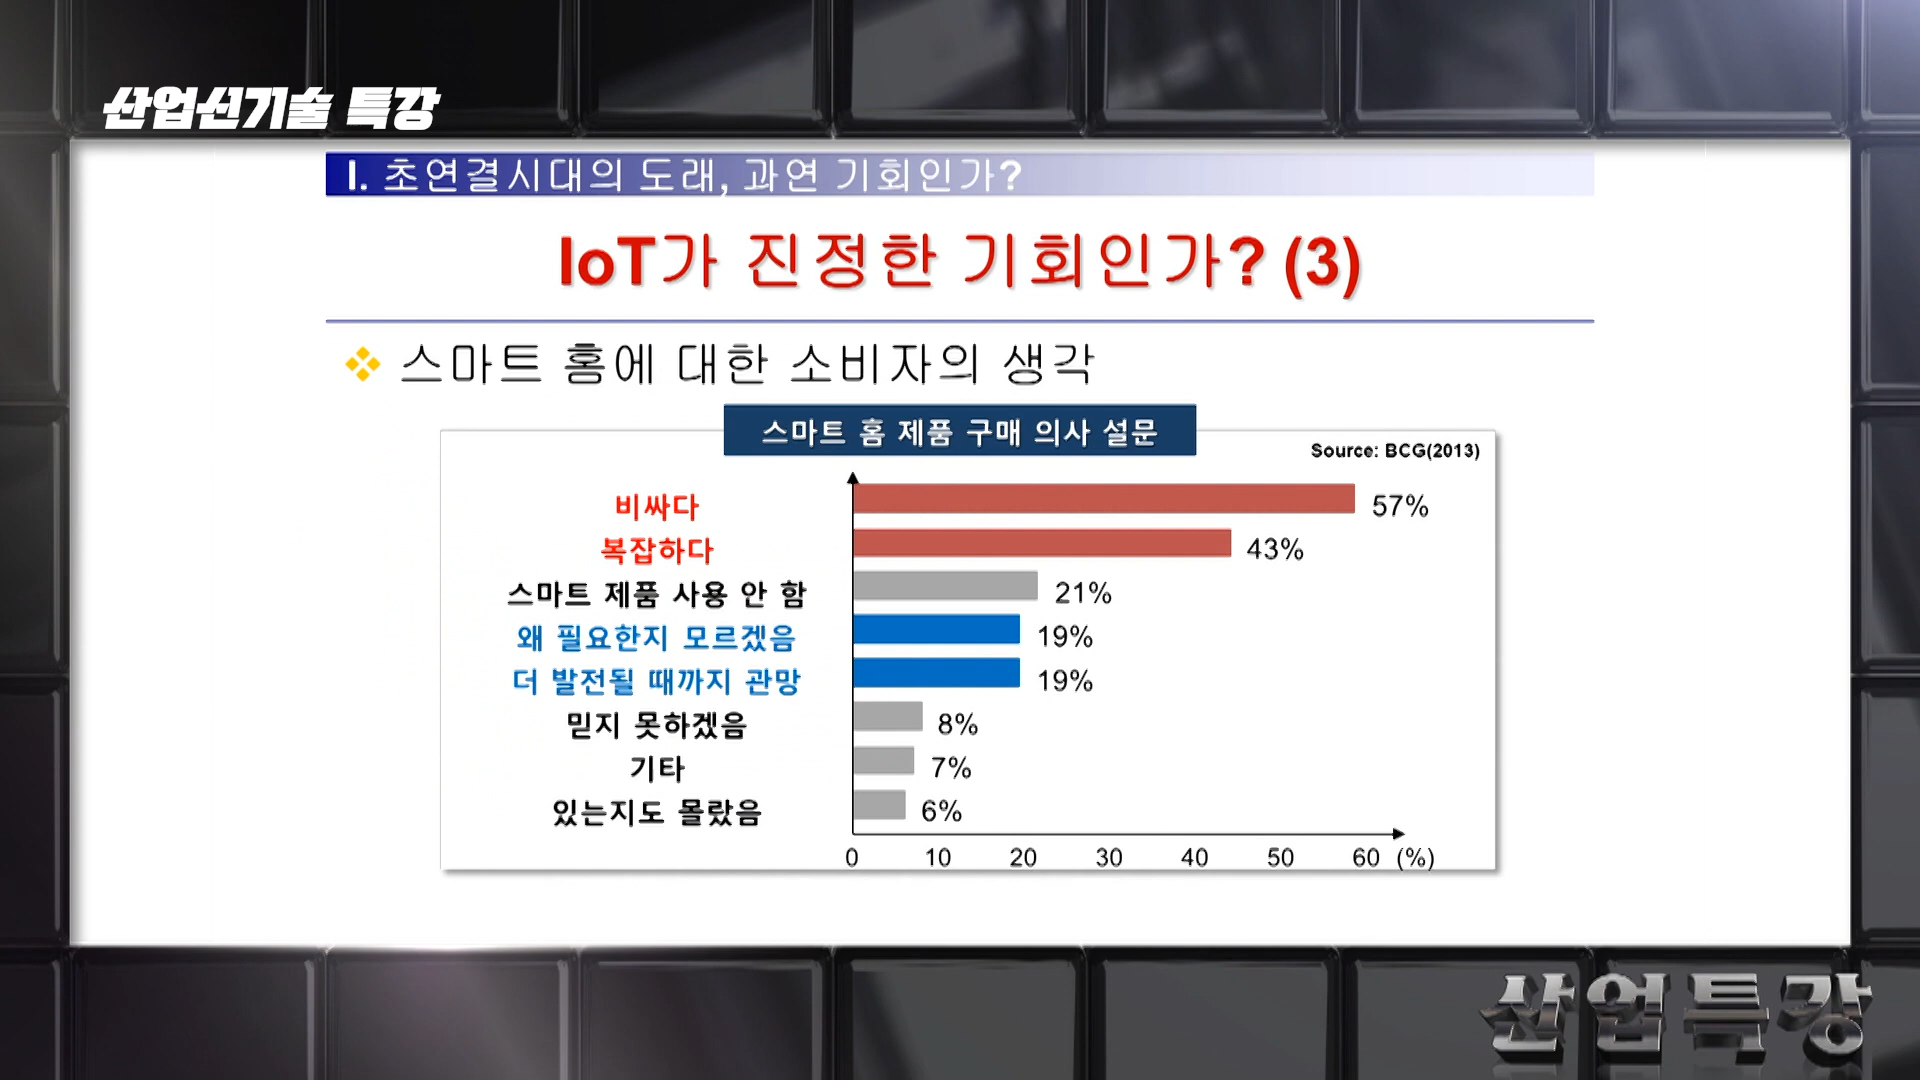 산업신기술 특강
I. 초연결시대의 도래, 과연 기회인가?
IoT가 진정한 기회인가? (3)
스마트 홈에 대한 소비자의 생각
스마트 홈 제품 구매 의사 설문
Source: BCG(2013)
비싸다 57%
복잡하다 43%
스마트 제품 사용 안 함 21%
왜 필요한지 모르겠음 19%
더 발전될 때까지 관망 19%
믿지 못하겠음 8%
기타 7%
있는지도 몰랐음 6%
0 10 20 30 40 50 60 (%)
산업특강